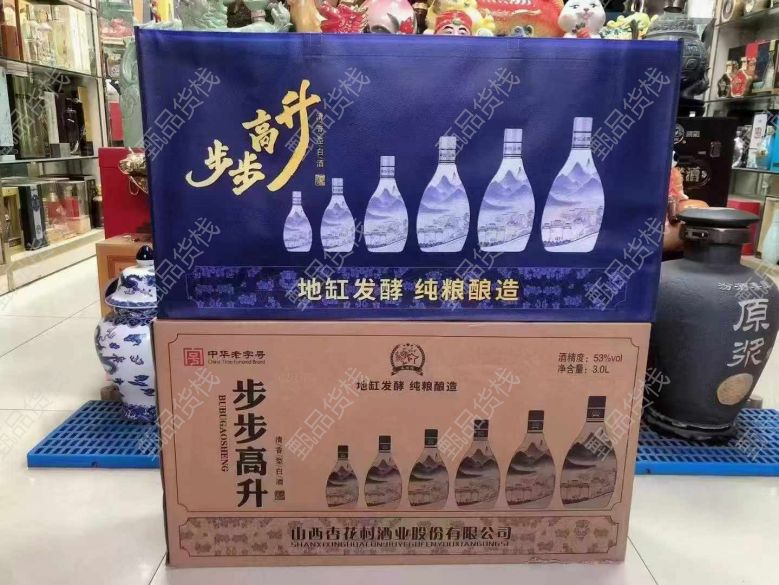 步步高升
清香型白酒
地缸发酵 纯粮酿造
中华老字号
China Time-honored Brand
地缸发酵 纯粮酿造
酒精度：53%vol
净含量：3.0L
步步高升
BUBUGAOSHENG
清香型白酒
山西杏花村酒业股份有限公司
SHANXIXINGHUACUNJIUYEGUFENYOUXIANGONGSI
原浆
酒
甄品货栈